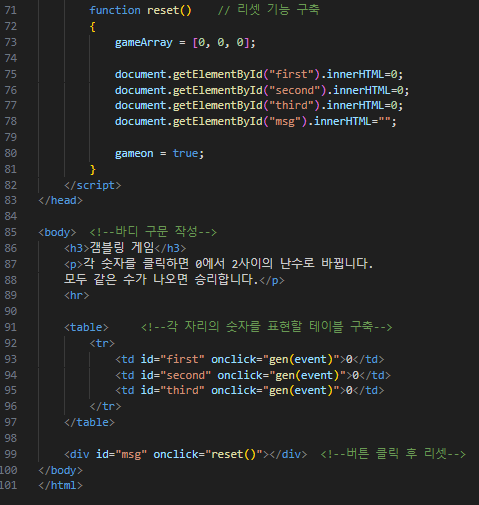 71 function reset() // 리셋 기능 구축
72 {
73 gameArray = [0, 0, 0];
74
75 document.getElementById("first").innerHTML=0;
76 document.getElementById("second").innerHTML=0;
77 document.getElementById("third").innerHTML=0;
78 document.getElementById("msg").innerHTML="";
79
80 gameon = true;
81 }
82 </script>
83 </head>
84
85 <body> <!--바디 구문 작성-->
86 <h3>갬블링 게임</h3>
87 <p>각 숫자를 클릭하면 0에서 2사이의 난수로 바뀝니다.
88 모두 같은 수가 나오면 승리합니다.</p>
89 <hr>
90
91 <table> <!--각 자리의 숫자를 표현할 테이블 구축-->
92 <tr>
93 <td id="first" onclick="gen(event)">0</td>
94 <td id="second" onclick="gen(event)">0</td>
95 <td id="third" onclick="gen(event)">0</td>
96 </tr>
97 </table>
98
99 <div id="msg" onclick="reset()"></div> <!--버튼 클릭 후 리셋-->
100 </body>
101 </html>